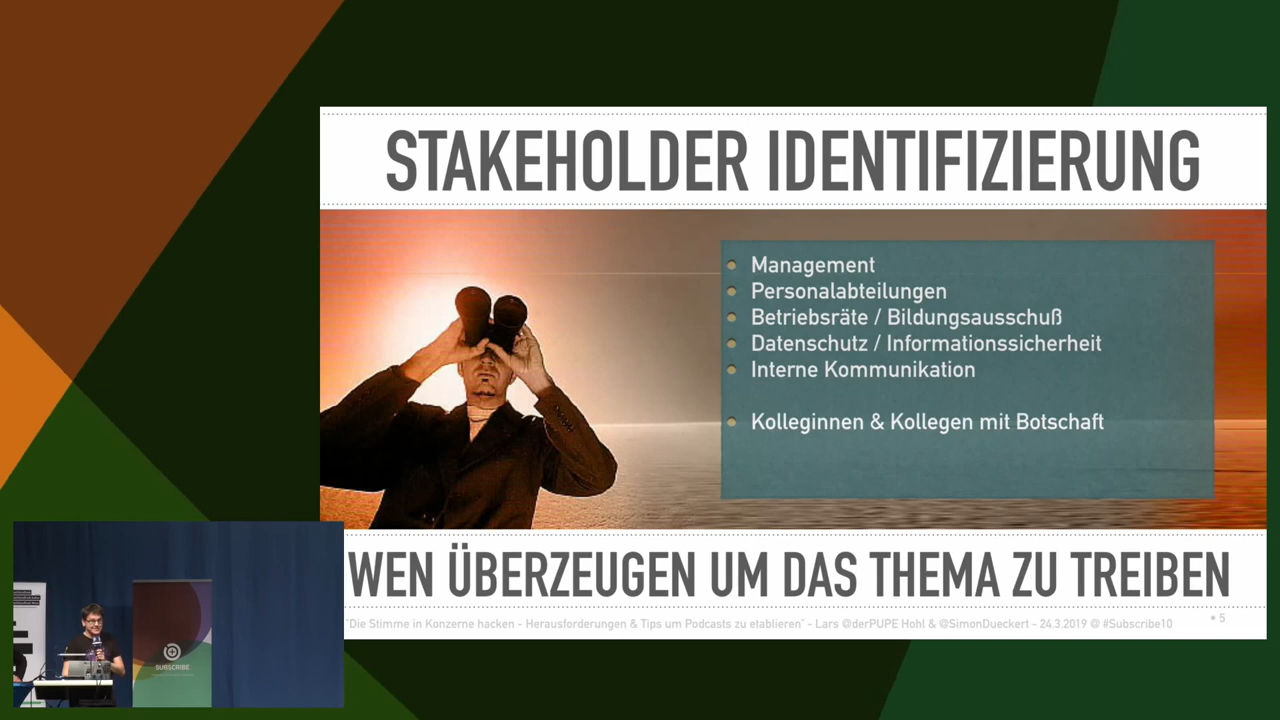 STAKEHOLDER IDENTIFIZIERUNG
Management
Personalabteilungen
Betriebsräte / Bildungsausschuß
Datenschutz / Informationssicherheit
Interne Kommunikation
Kolleginnen & Kollegen mit Botschaft
WEN ÜBERZEUGEN UM DAS THEMA ZU TREIBEN
"Die Stimme in Konzerne hacken - Herausforderungen & Tips um Podcasts zu etablieren" - Lars @derPUPE Hohl & @SimonDueckert - 24.3.2019 @ #Subscribe10
5
SUBSCRIBE